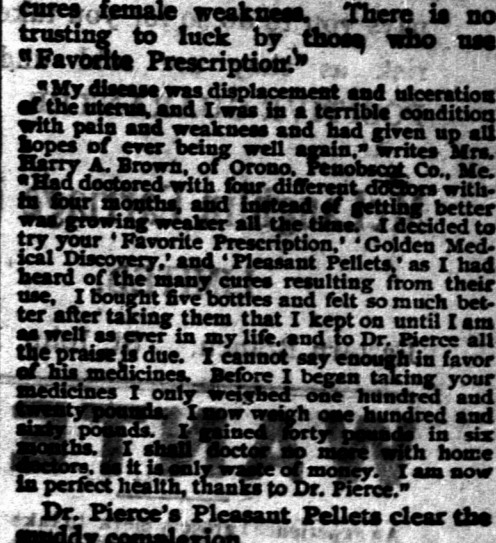 cures female weakness. There is no
trusting to luck by those who use
"Favorite Prescription."
"My disease was displacement and ulceration
of the uterus, and I was in a terrible condition
with pain and weakness and had given up all
hopes of ever being well again," writes Mrs.
Harry A. Brown, of Orono, Penobscot Co., Me.
"Had doctored with four different doctors with-
in four months, and instead of getting better
was growing weaker all the time. I decided to
try your 'Favorite Prescription,' 'Golden Med-
ical Discovery,' and 'Pleasant Pellets,' as I had
heard of the many cures resulting from their
use. I bought five bottles and felt so much bet-
ter after taking them that I kept on until I am
as well as ever in my life, and to Dr. Pierce all
the praise is due. I cannot say enough in favor
of his medicines. Before I began taking your
medicines I only weighed one hundred and
twenty pounds. I now weigh one hundred and
sixty pounds. I gained forty pounds in six
months. I shall doctor no more with home
doctors, as it is only waste of money. I am now
in perfect health, thanks to Dr. Pierce."
Dr. Pierce's Pleasant Pellets clear the
muddy complexion.